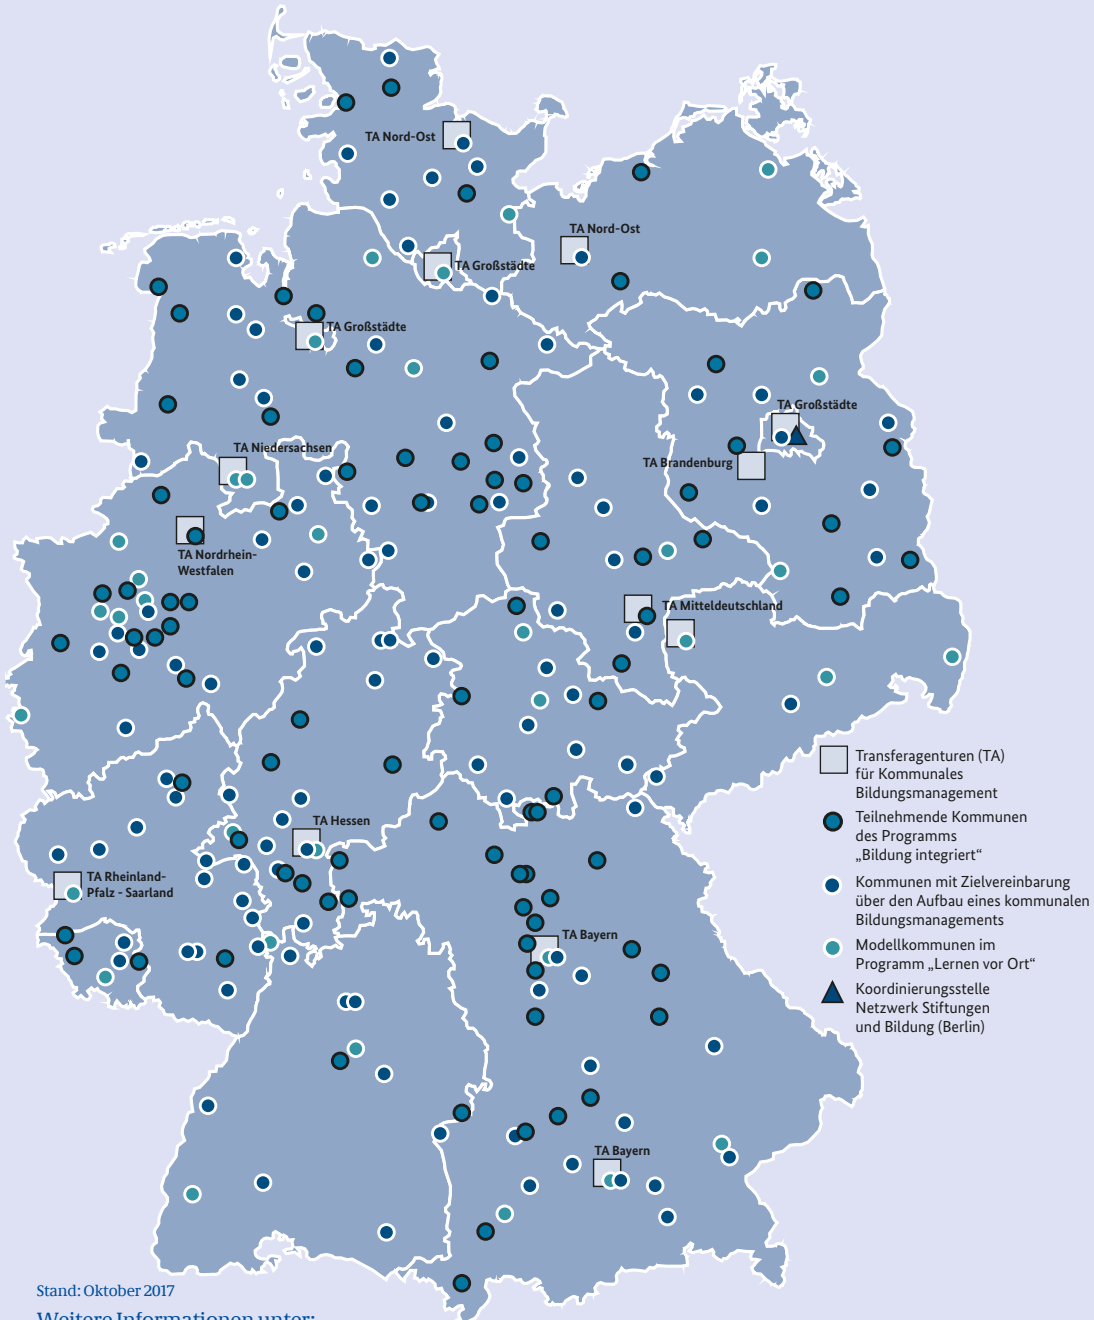 TA Nord-Ost
TA Nord-Ost
TA Großstädte
TA Großstädte
TA Großstädte
TA Niedersachsen
TA Brandenburg
TA Nordrhein-
Westfalen
TA Mitteldeutschland
TA Hessen
TA Rheinland-
Pfalz - Saarland
TA Bayern
TA Bayern
Transferagenturen (TA)
für Kommunales
Bildungsmanagement
Teilnehmende Kommunen
des Programms
„Bildung integriert“
Kommunen mit Zielvereinbarung
über den Aufbau eines kommunalen
Bildungsmanagements
Modellkommunen im
Programm „Lernen vor Ort“
Koordinierungsstelle
Netzwerk Stiftungen
und Bildung (Berlin)
Stand: Oktober 2017
Weitere Informationen unter: